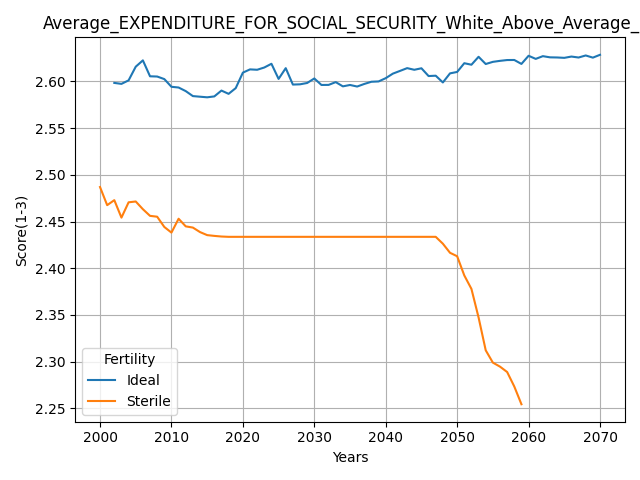 Average_EXPENDITURE_FOR_SOCIAL_SECURITY_White_Above_Average_
Score(1-3)
2.60
2.55
2.50
2.45
2.40
2.35
2.30
2.25
Fertility
Ideal
Sterile
2000 2010 2020 2030 2040 2050 2060 2070
Years